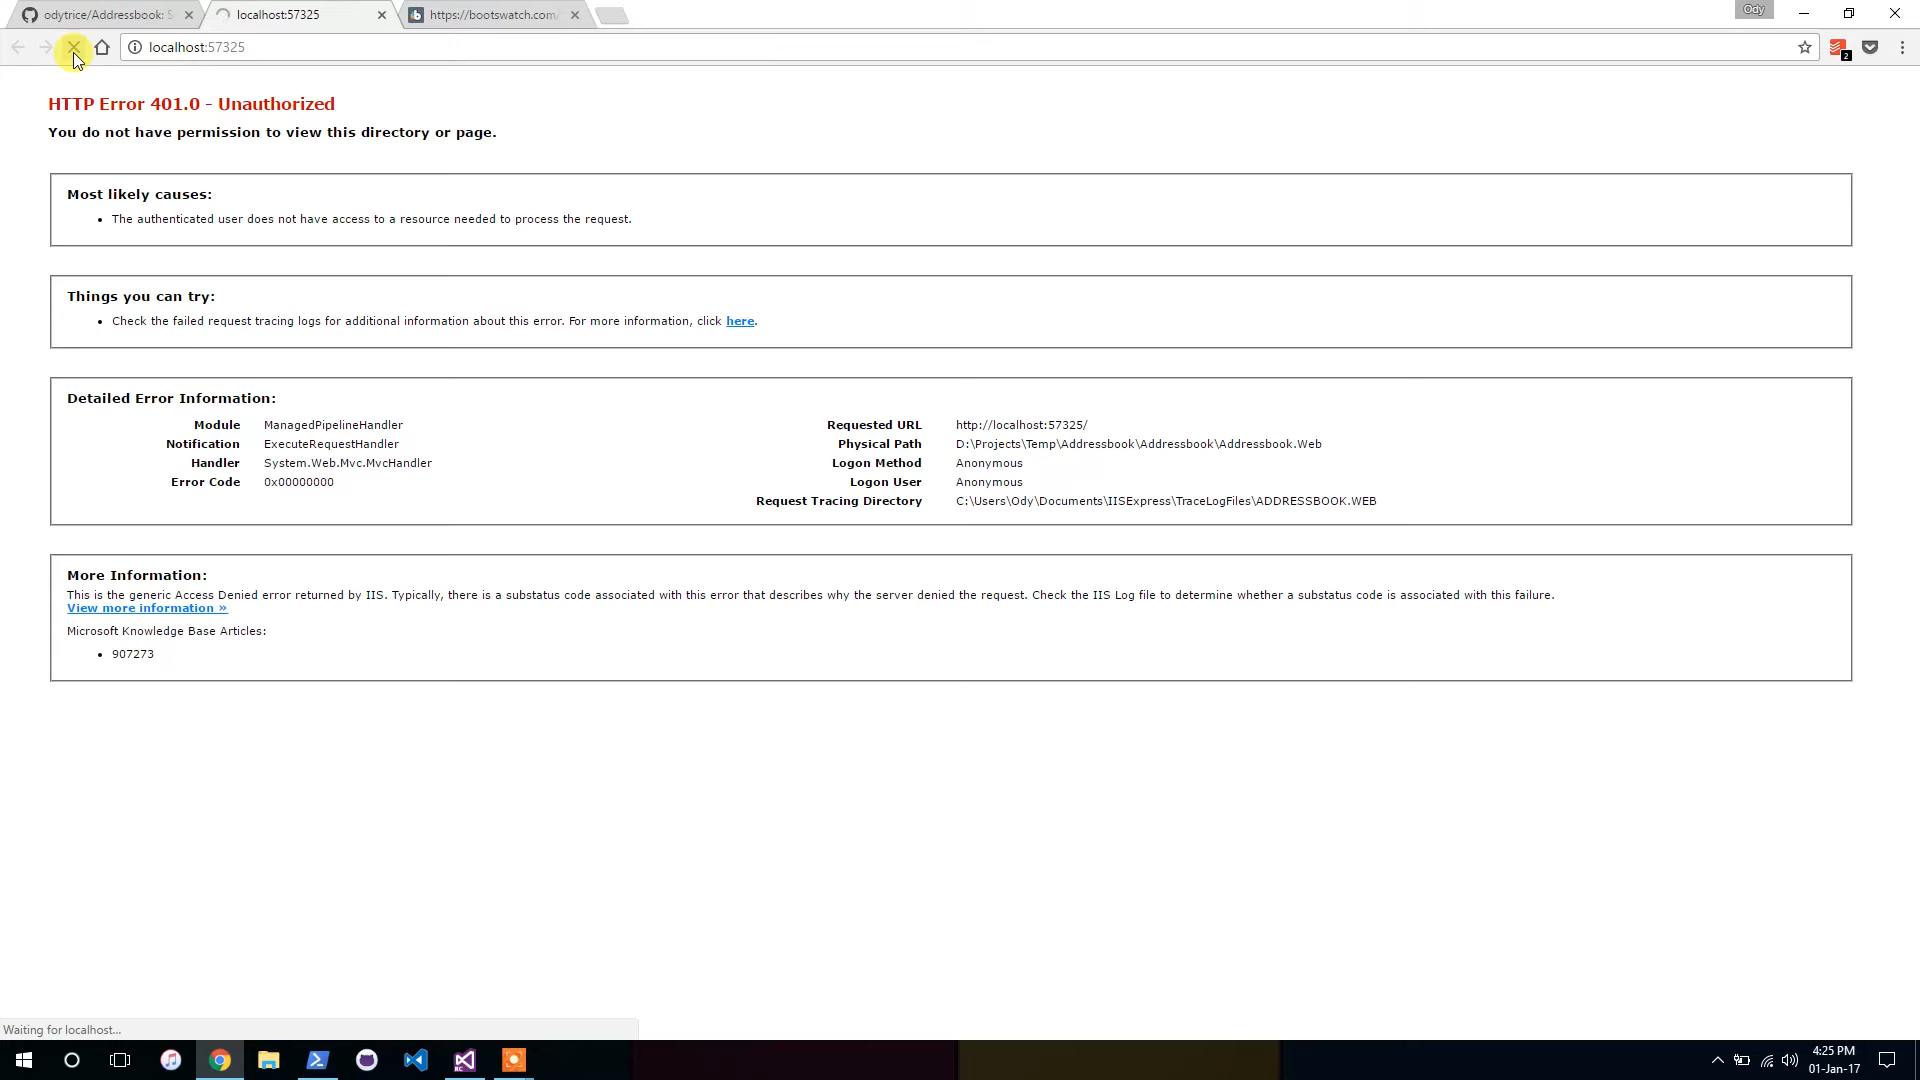 odytrice/Addressbook: S
localhost:57325
https://bootswatch.com/
Ody
localhost:57325
2
HTTP Error 401.0 - Unauthorized
You do not have permission to view this directory or page.
Most likely causes:
• The authenticated user does not have access to a resource needed to process the request.
Things you can try:
• Check the failed request tracing logs for additional information about this error. For more information, click here.
Detailed Error Information:
Module ManagedPipelineHandler
Notification ExecuteRequestHandler
Handler System.Web.Mvc.MvcHandler
Error Code 0x00000000
Requested URL http://localhost:57325/
Physical Path D:\Projects\Temp\Addressbook\Addressbook\Addressbook.Web
Logon Method Anonymous
Logon User Anonymous
Request Tracing Directory C:\Users\Ody\Documents\IISExpress\TraceLogFiles\ADDRESSBOOK.WEB
More Information:
This is the generic Access Denied error returned by IIS. Typically, there is a substatus code associated with this error that describes why the server denied the request. Check the IIS Log file to determine whether a substatus code is associated with this failure.
View more information »
Microsoft Knowledge Base Articles:
• 907273
Waiting for localhost...
4:25 PM
01-Jan-17